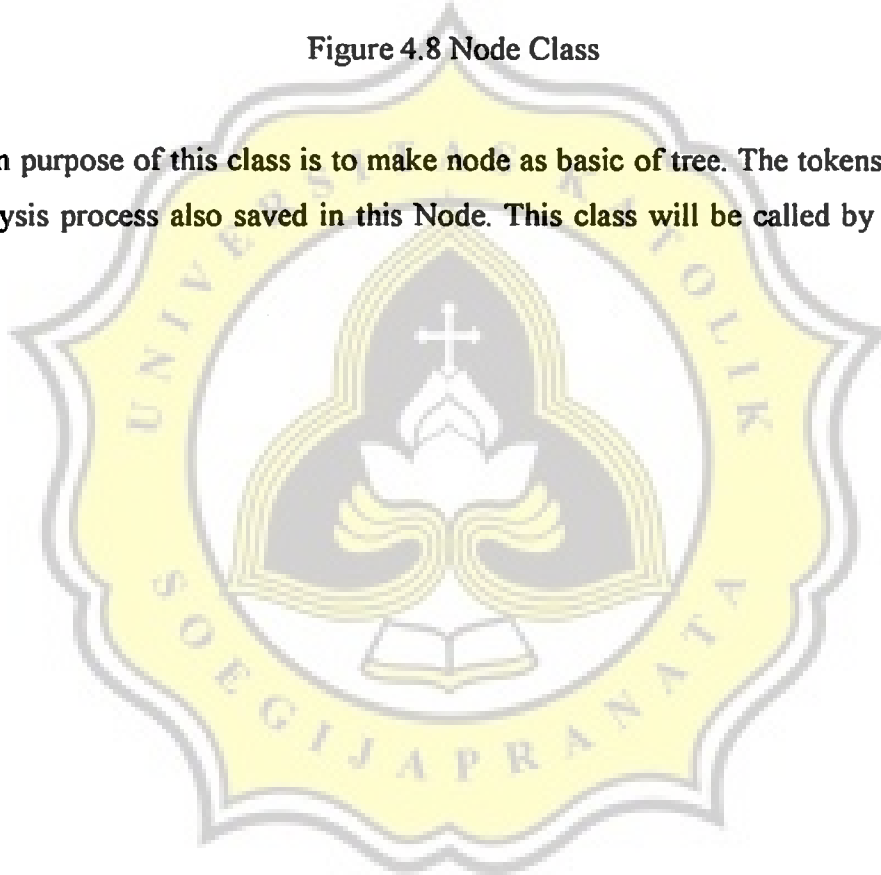 Figure 4.8 Node Class
purpose of this class is to make node as basic of tree. The tokens
process also saved in this Node. This class will be called by
UNIVERSITAS KATOLIK
SOEGIJAPRANATA